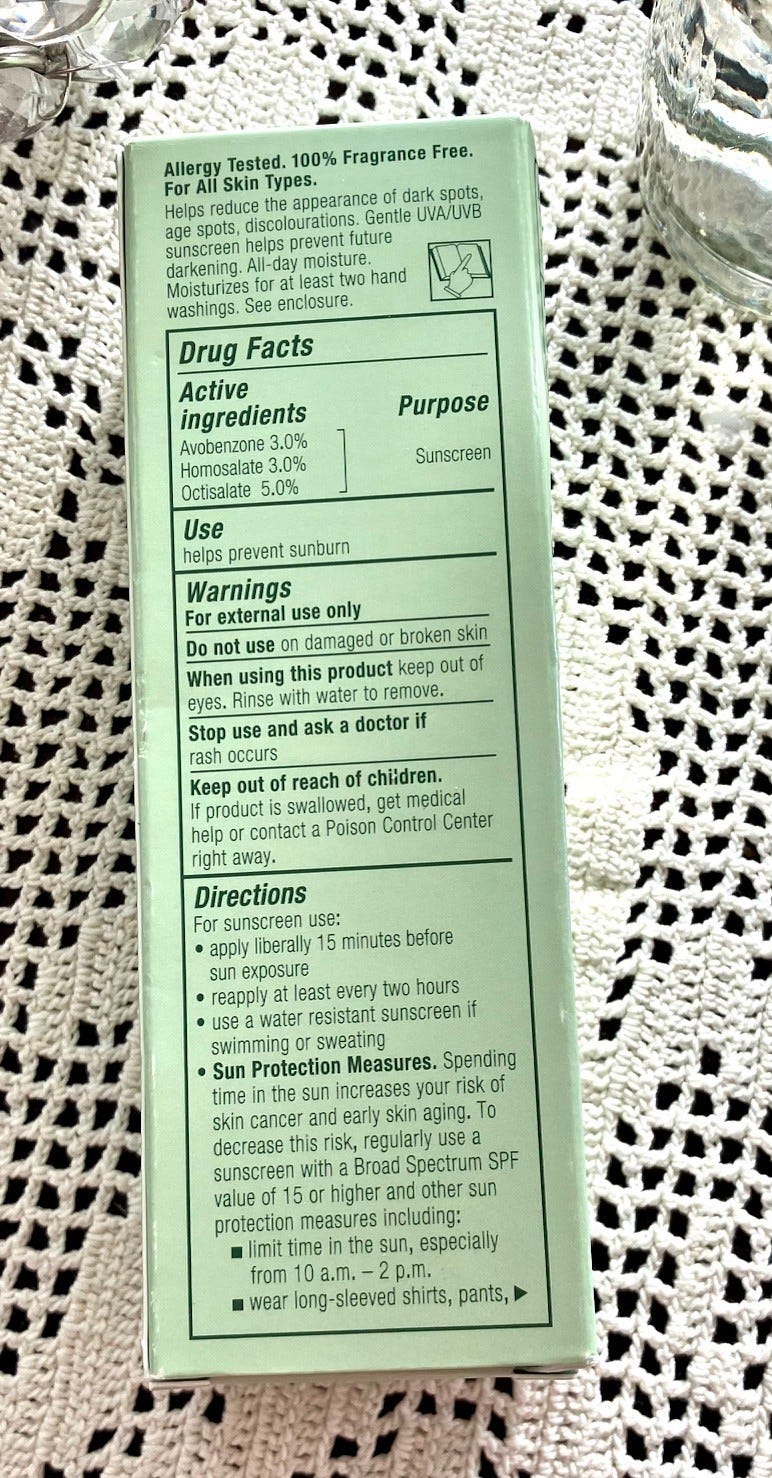 Allergy Tested. 100% Fragrance Free.
For All Skin Types.
Helps reduce the appearance of dark spots,
age spots, discolourations. Gentle UVA/UVB
sunscreen helps prevent future
darkening. All-day moisture.
Moisturizes for at least two hand
washings. See enclosure.
Drug Facts
Active
ingredients
Purpose
Avobenzone 3.0%
Homosalate 3.0%
Octisalate 5.0%
Sunscreen
Use
helps prevent sunburn
Warnings
For external use only
Do not use on damaged or broken skin
When using this product keep out of
eyes. Rinse with water to remove.
Stop use and ask a doctor if
rash occurs
Keep out of reach of children.
If product is swallowed, get medical
help or contact a Poison Control Center
right away.
Directions
For sunscreen use:
• apply liberally 15 minutes before
sun exposure
• reapply at least every two hours
• use a water resistant sunscreen if
swimming or sweating
• Sun Protection Measures. Spending
time in the sun increases your risk of
skin cancer and early skin aging. To
decrease this risk, regularly use a
sunscreen with a Broad Spectrum SPF
value of 15 or higher and other sun
protection measures including:
■ limit time in the sun, especially
from 10 a.m. – 2 p.m.
■ wear long-sleeved shirts, pants, ▶